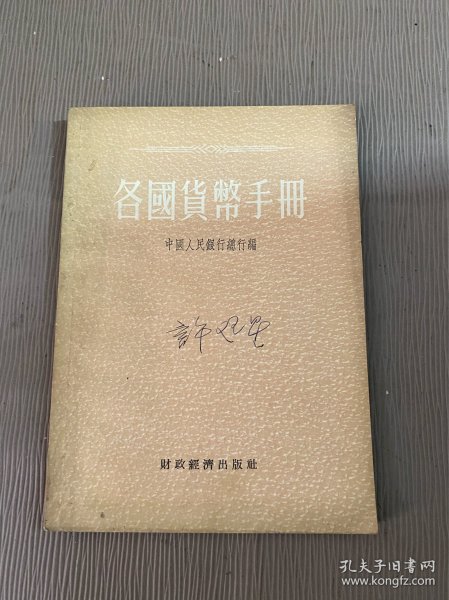 各國貨幣手冊
中國人民銀行總行編
許
財政經濟出版社
孔夫子旧书网
www.kongfz.com